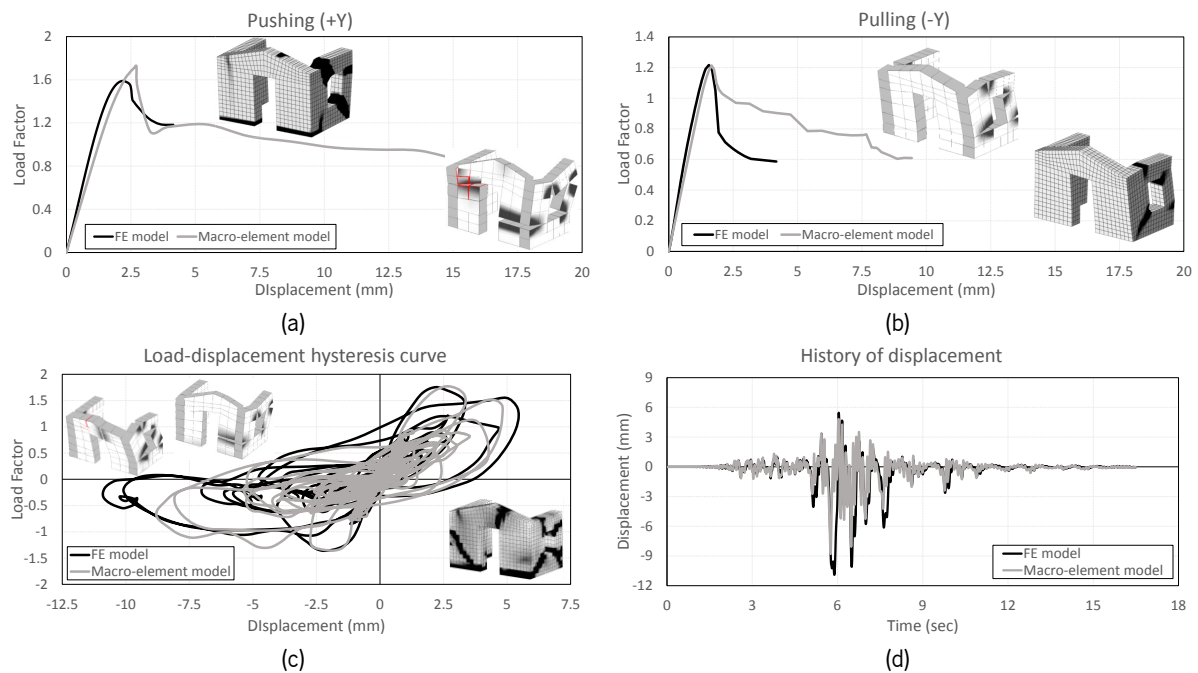 Pushing (+Y)
2
1.6
1.2
0.8
0.4
0
Load Factor
FE model
Macro-element model
0 2.5 5 7.5 10 12.5 15 17.5 20
DIsplacement (mm)
(a)
Pulling (-Y)
1.4
1.2
1
0.8
0.6
0.4
0.2
0
Load Factor
FE model
Macro-element model
0 2.5 5 7.5 10 12.5 15 17.5 20
DIsplacement (mm)
(b)
Load-displacement hysteresis curve
2
1.5
1
0.5
0
-0.5
-1
-1.5
-2
Load Factor
FE model
Macro-element model
-12.5 -10 -7.5 -5 -2.5 0 2.5 5 7.5
DIsplacement (mm)
(c)
History of displacement
9
6
3
0
-3
-6
-9
-12
Displacement (mm)
FE model
Macro-element model
0 3 6 9 12 15 18
Time (sec)
(d)